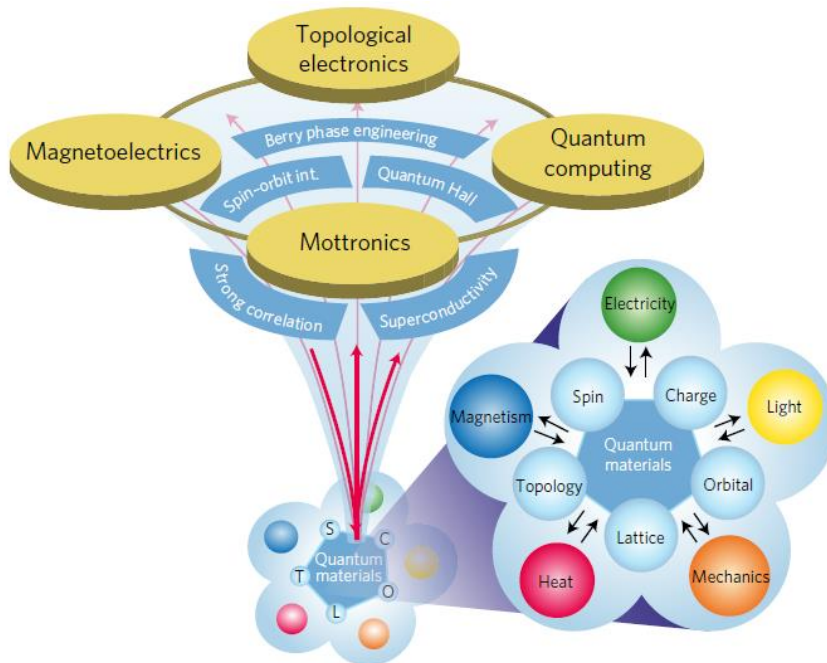 Topological
electronics
Magnetoelectrics
Berry phase engineering
Quantum
computing
Spin–orbit int.
Quantum Hall
Mottronics
Strong correlation
Superconductivity
Electricity
Spin
Charge
Magnetism
Light
Quantum
materials
Topology
Orbital
Lattice
Heat
Mechanics
S
C
Quantum
materials
T
O
L